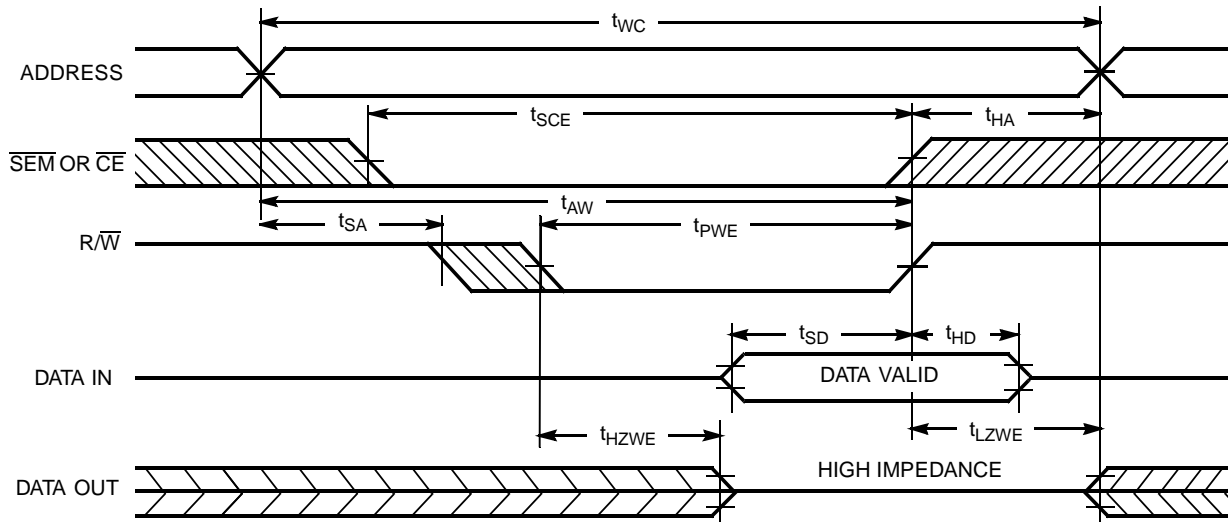 tWC
ADDRESS
tSCE
tHA
SEM OR CE
tAW
tSA
tPWE
R/W
tSD
tHD
DATA IN
DATA VALID
tHZWE
tLZWE
HIGH IMPEDANCE
DATA OUT